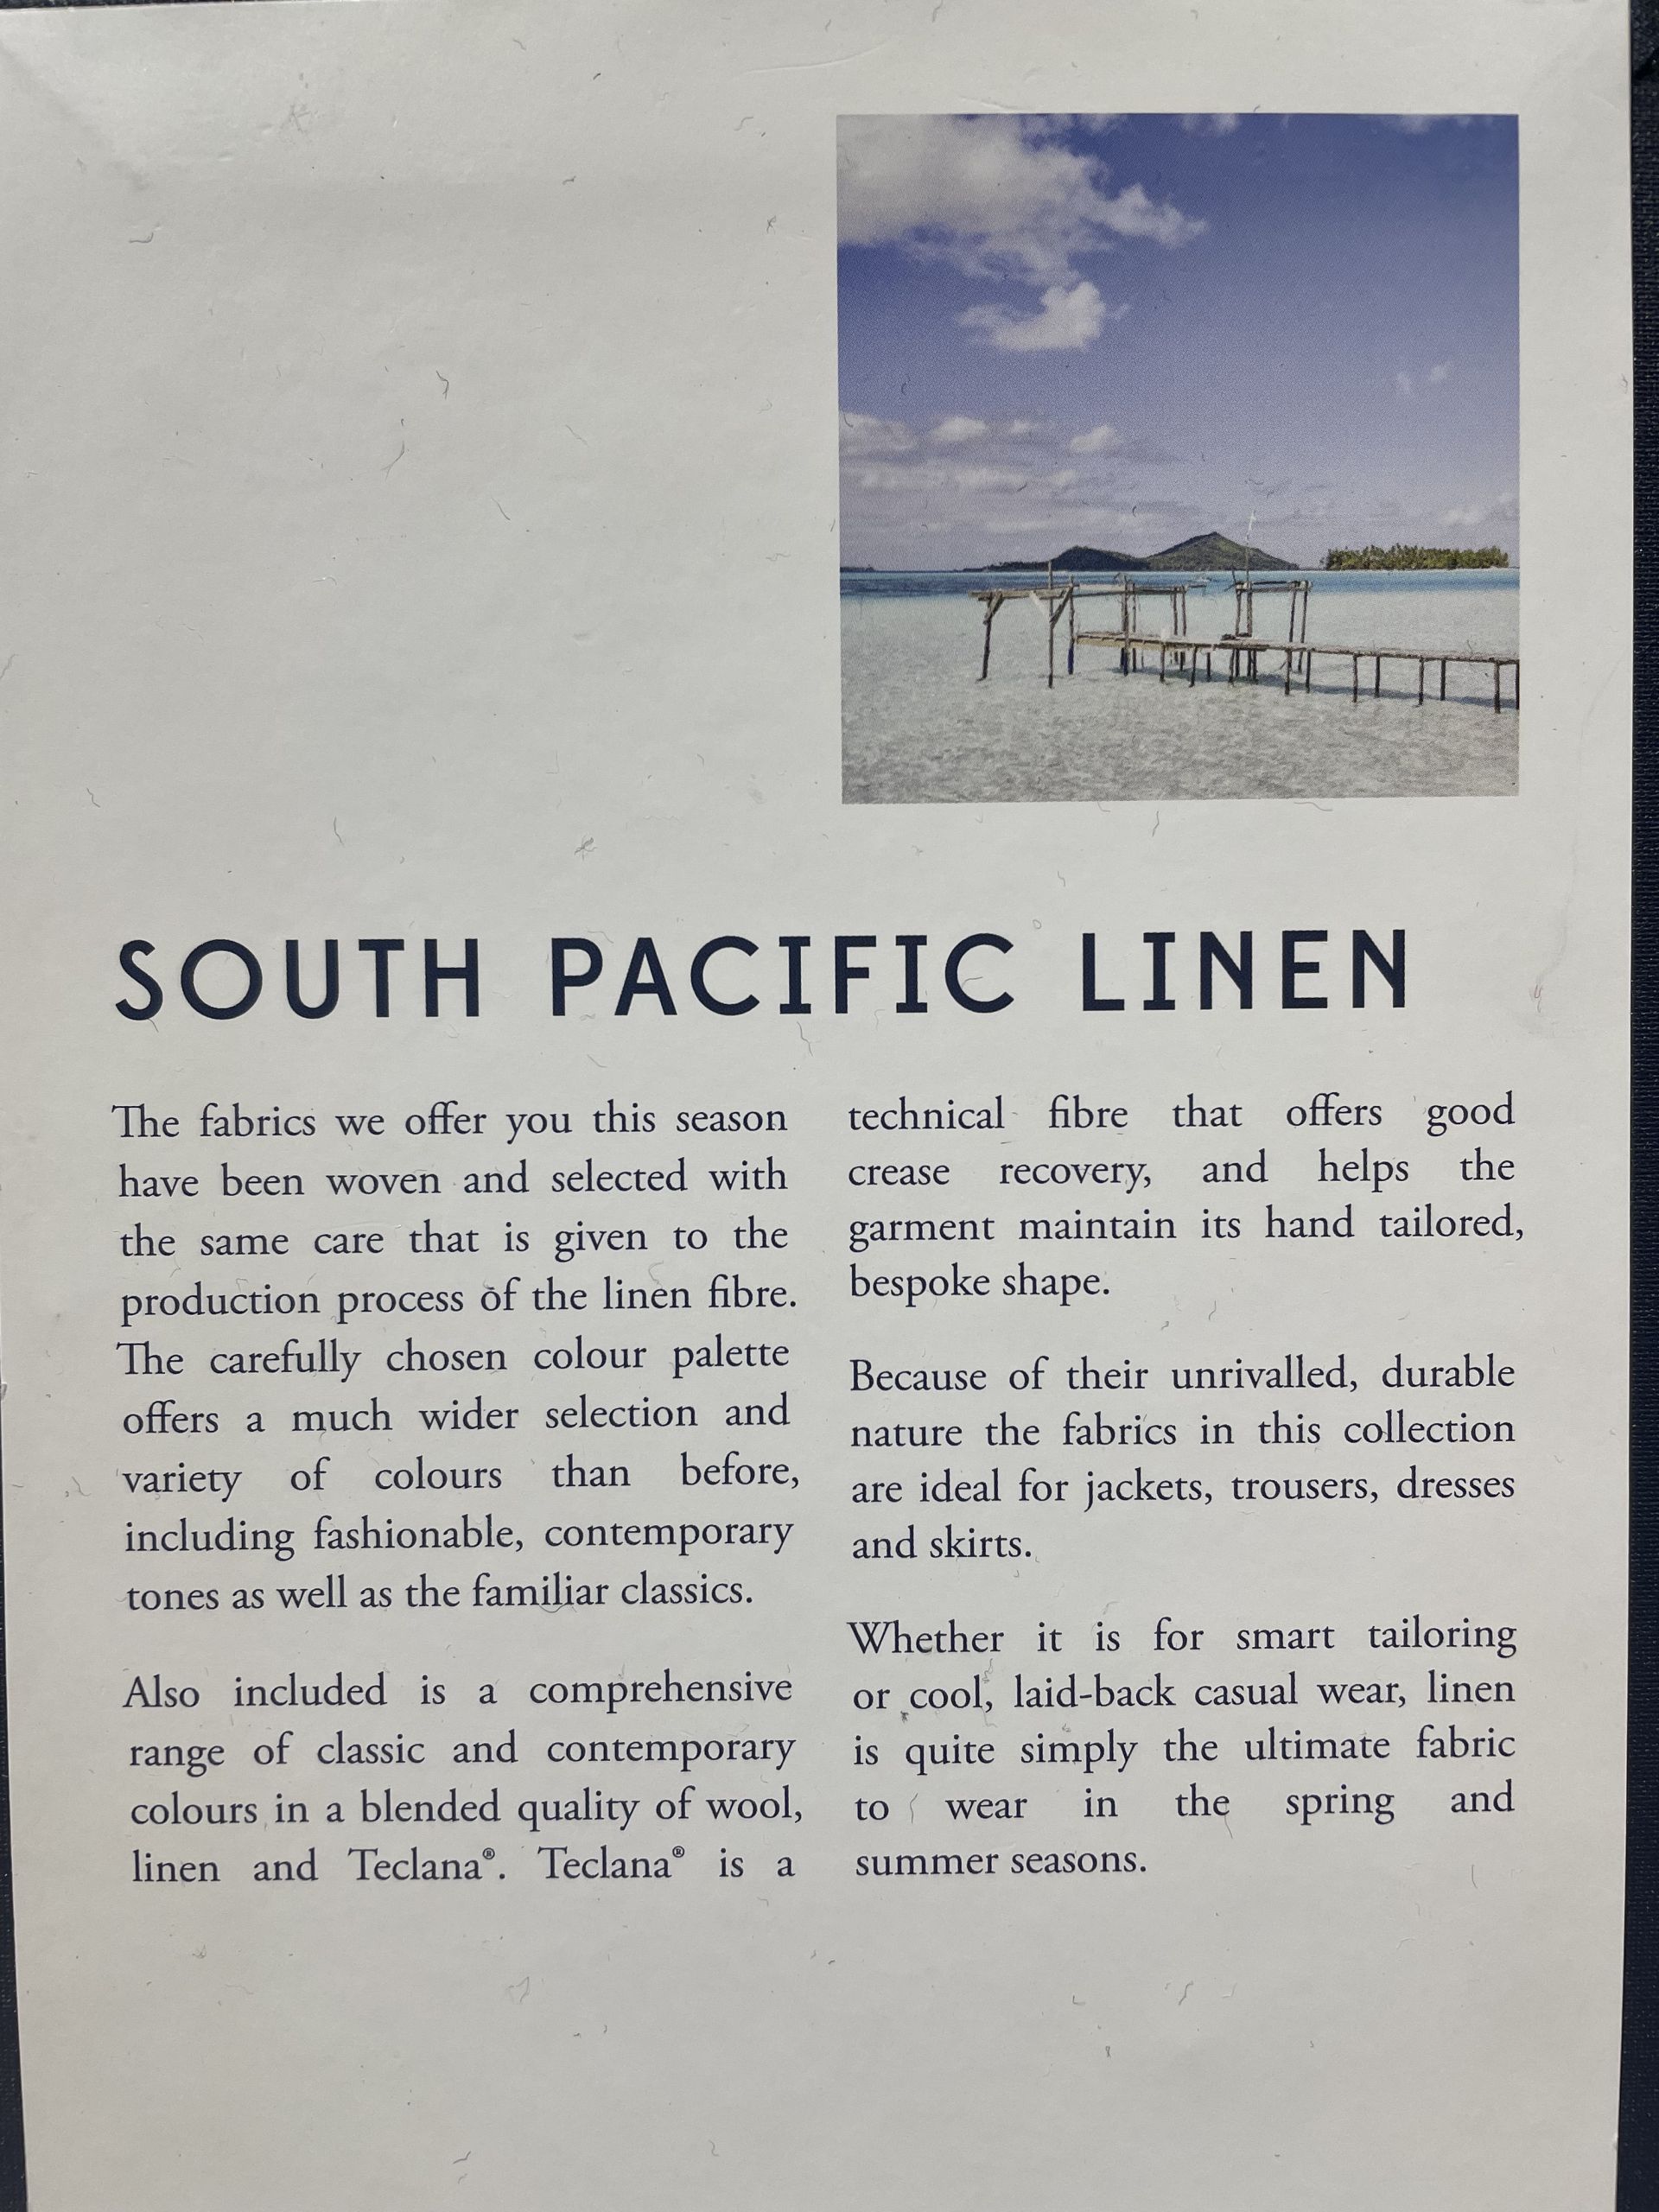 SOUTH PACIFIC LINEN
The fabrics we offer you this season
have been woven and selected with
the same care that is given to the
production process of the linen fibre.
The carefully chosen colour palette
offers a much wider selection and
variety of colours than before,
including fashionable, contemporary
tones as well as the familiar classics.
Also included is a comprehensive
range of classic and contemporary
colours in a blended quality of wool,
linen and Teclana®. Teclana® is a
technical fibre that offers good
crease recovery, and helps the
garment maintain its hand tailored,
bespoke shape.
Because of their unrivalled, durable
nature the fabrics in this collection
are ideal for jackets, trousers, dresses
and skirts.
Whether it is for smart tailoring
or cool, laid-back casual wear, linen
is quite simply the ultimate fabric
to wear in the spring and
summer seasons.